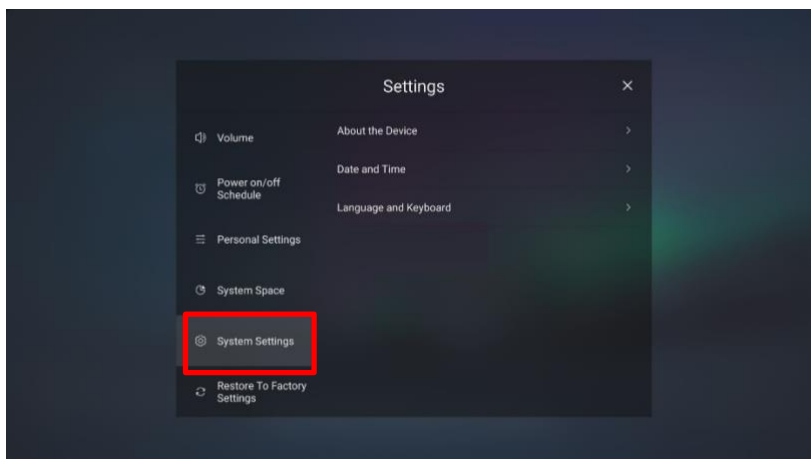 Settings
Volume
Power on/off
Schedule
Personal Settings
System Space
System Settings
Restore To Factory
Settings
About the Device
Date and Time
Language and Keyboard